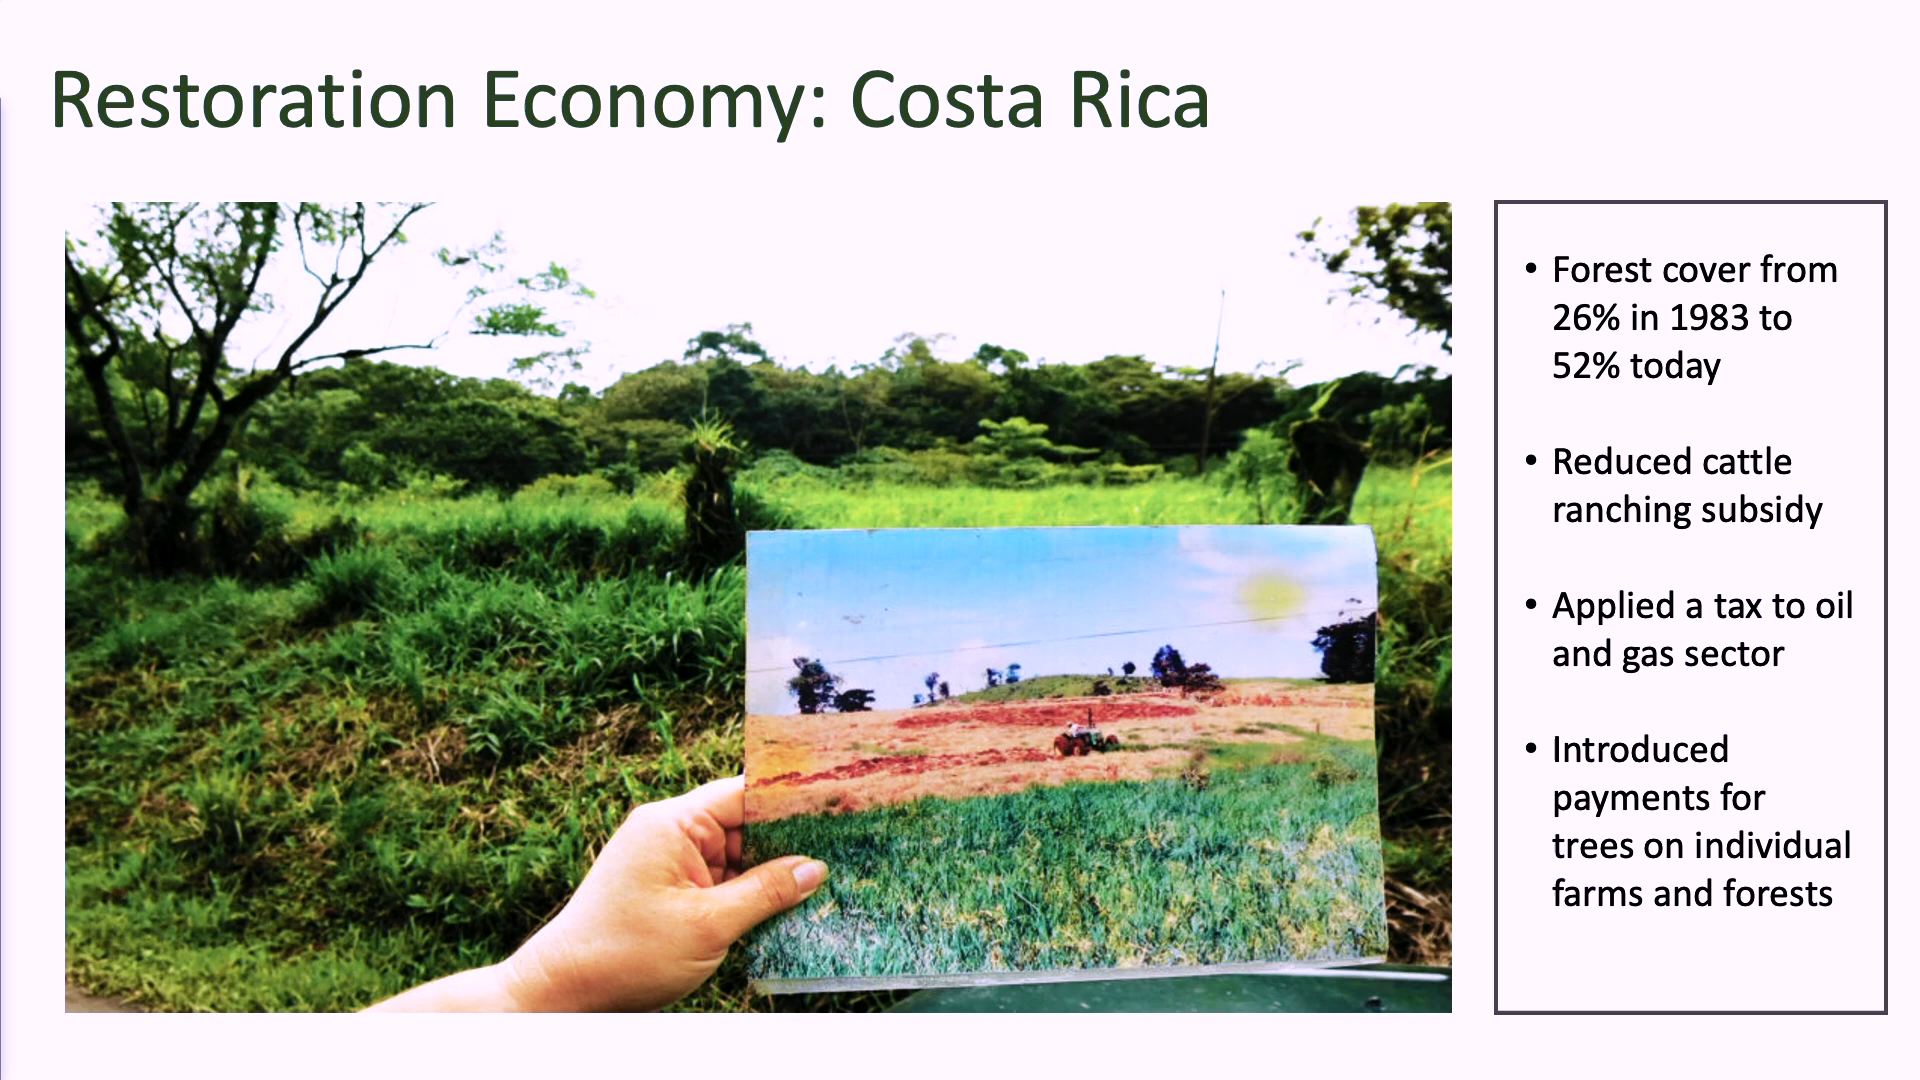 Restoration Economy: Costa Rica
• Forest cover from
26% in 1983 to
52% today
• Reduced cattle
ranching subsidy
• Applied a tax to oil
and gas sector
• Introduced
payments for
trees on individual
farms and forests